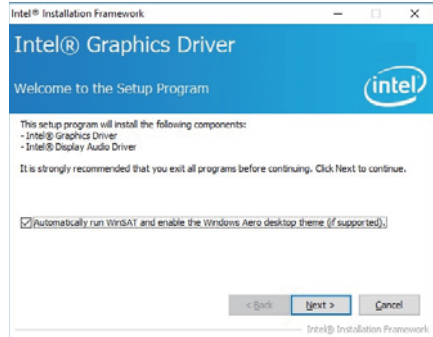 Intel® Installation Framework
Intel® Graphics Driver
Welcome to the Setup Program
intel
This setup program will install the following components:
- Intel® Graphics Driver
- Intel® Display Audio Driver
It is strongly recommended that you exit all programs before continuing. Click Next to continue.
Automatically run WinSAT and enable the Windows Aero desktop theme (if supported).
< Back Next > Cancel
Intel® Installation Framework